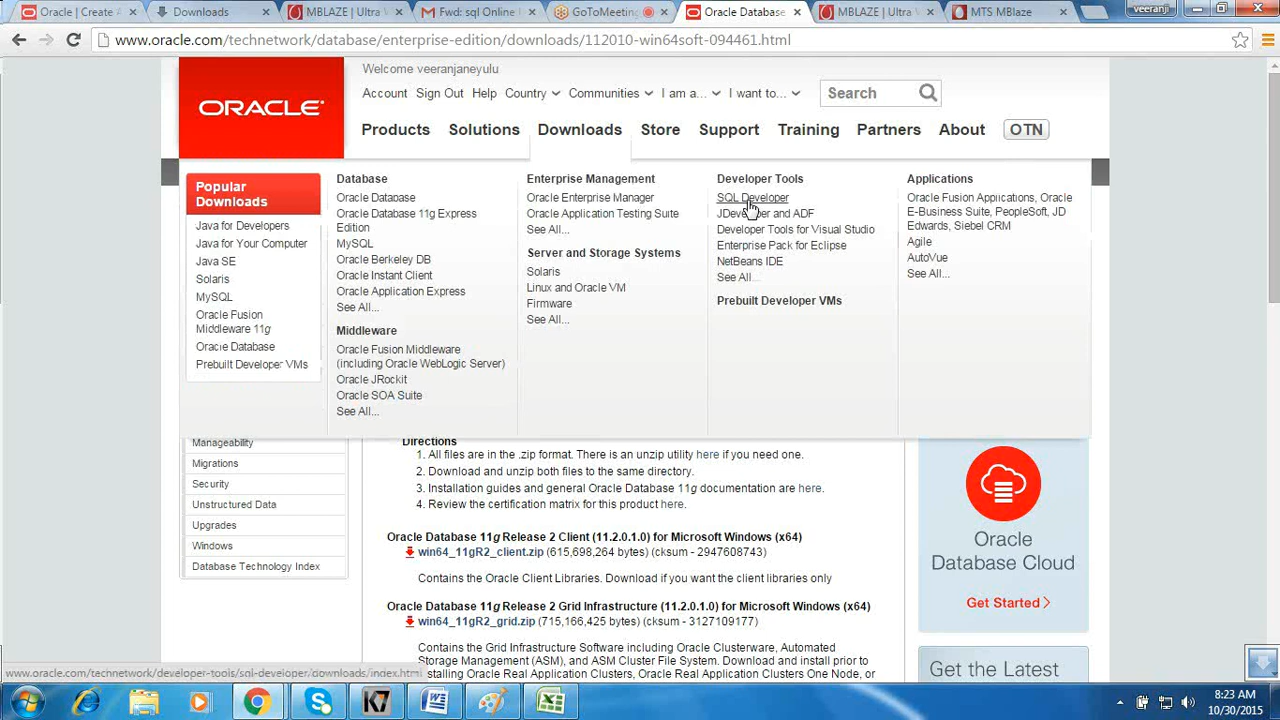 Oracle | Create A
Downloads
MBLAZE | Ultra V
Fwd: sql Online
GoToMeeting
Oracle Database
MBLAZE | Ultra V
MTS MBlaze
veeranji
www.oracle.com/technetwork/database/enterprise-edition/downloads/112010-win64soft-094461.html
Welcome veeranjaneyulu
Account Sign Out Help Country Communities I am a... I want to... Search
ORACLE
Products Solutions Downloads Store Support Training Partners About OTN
Popular
Downloads
Java for Developers
Java for Your Computer
Java SE
Solaris
MySQL
Oracle Fusion
Middleware 11g
Oracle Database
Prebuilt Developer VMs
Database
Oracle Database
Oracle Database 11g Express
Edition
MySQL
Oracle Berkeley DB
Oracle Instant Client
Oracle Application Express
See All...
Middleware
Oracle Fusion Middleware
(including Oracle WebLogic Server)
Oracle JRockit
Oracle SOA Suite
See All...
Enterprise Management
Oracle Enterprise Manager
Oracle Application Testing Suite
See All...
Server and Storage Systems
Solaris
Linux and Oracle VM
Firmware
See All...
Developer Tools
SQL Developer
JDeveloper and ADF
Developer Tools for Visual Studio
Enterprise Pack for Eclipse
NetBeans IDE
See All...
Prebuilt Developer VMs
Applications
Oracle Fusion Applications, Oracle
E-Business Suite, PeopleSoft, JD
Edwards, Siebel CRM
Agile
AutoVue
See All...
Manageability
Migrations
Security
Unstructured Data
Upgrades
Windows
Database Technology Index
Directions
1. All files are in the .zip format. There is an unzip utility here if you need one.
2. Download and unzip both files to the same directory.
3. Installation guides and general Oracle Database 11g documentation are here.
4. Review the certification matrix for this product here.
Oracle Database 11g Release 2 Client (11.2.0.1.0) for Microsoft Windows (x64)
win64_11gR2_client.zip (615,698,264 bytes) (cksum - 2947608743)
Contains the Oracle Client Libraries. Download if you want the client libraries only
Oracle Database 11g Release 2 Grid Infrastructure (11.2.0.1.0) for Microsoft Windows (x64)
win64_11gR2_grid.zip (715,166,425 bytes) (cksum - 3127109177)
Contains the Grid Infrastructure Software including Oracle Clusterware, Automated
Storage Management (ASM), and ASM Cluster File System. Download and install prior to
installing Oracle Real Application Clusters, Oracle Real Application Clusters One Node, or
Oracle
Database Cloud
Get Started
Get the Latest
www.oracle.com/technetwork/developer-tools/sql-developer/downloads/index.html
8:23 AM
10/30/2015